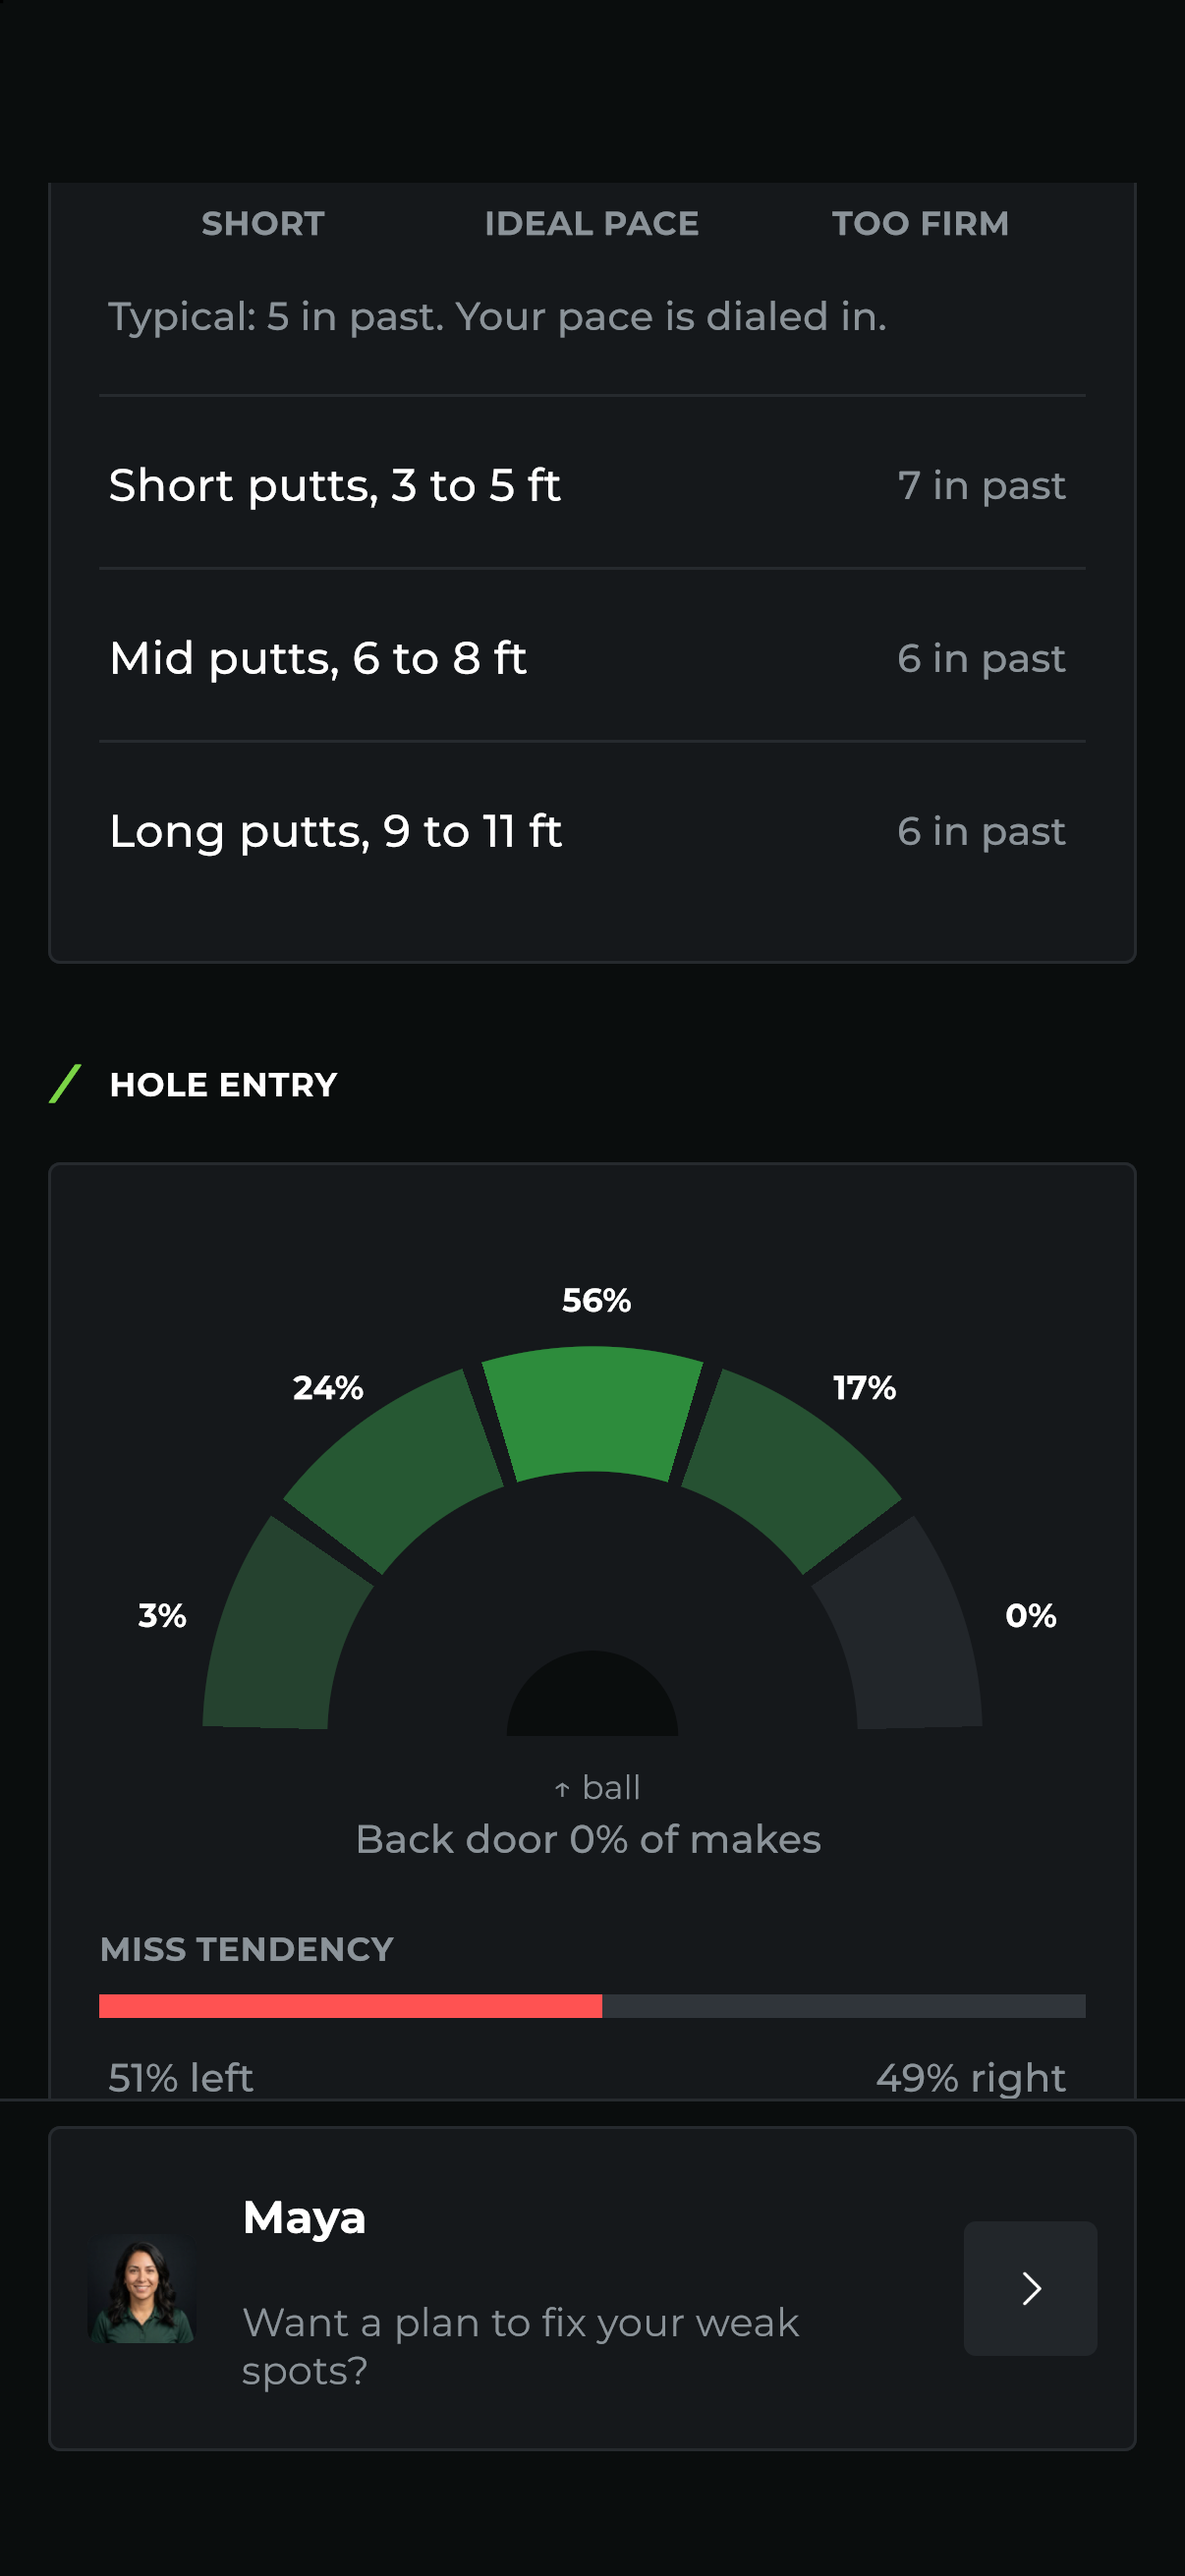 SHORT IDEAL PACE TOO FIRM
Typical: 5 in past. Your pace is dialed in.
Short putts, 3 to 5 ft 7 in past
Mid putts, 6 to 8 ft 6 in past
Long putts, 9 to 11 ft 6 in past
HOLE ENTRY
56%
24% 17%
3% 0%
↑ ball
Back door 0% of makes
MISS TENDENCY
51% left 49% right
Maya
Want a plan to fix your weak
spots?